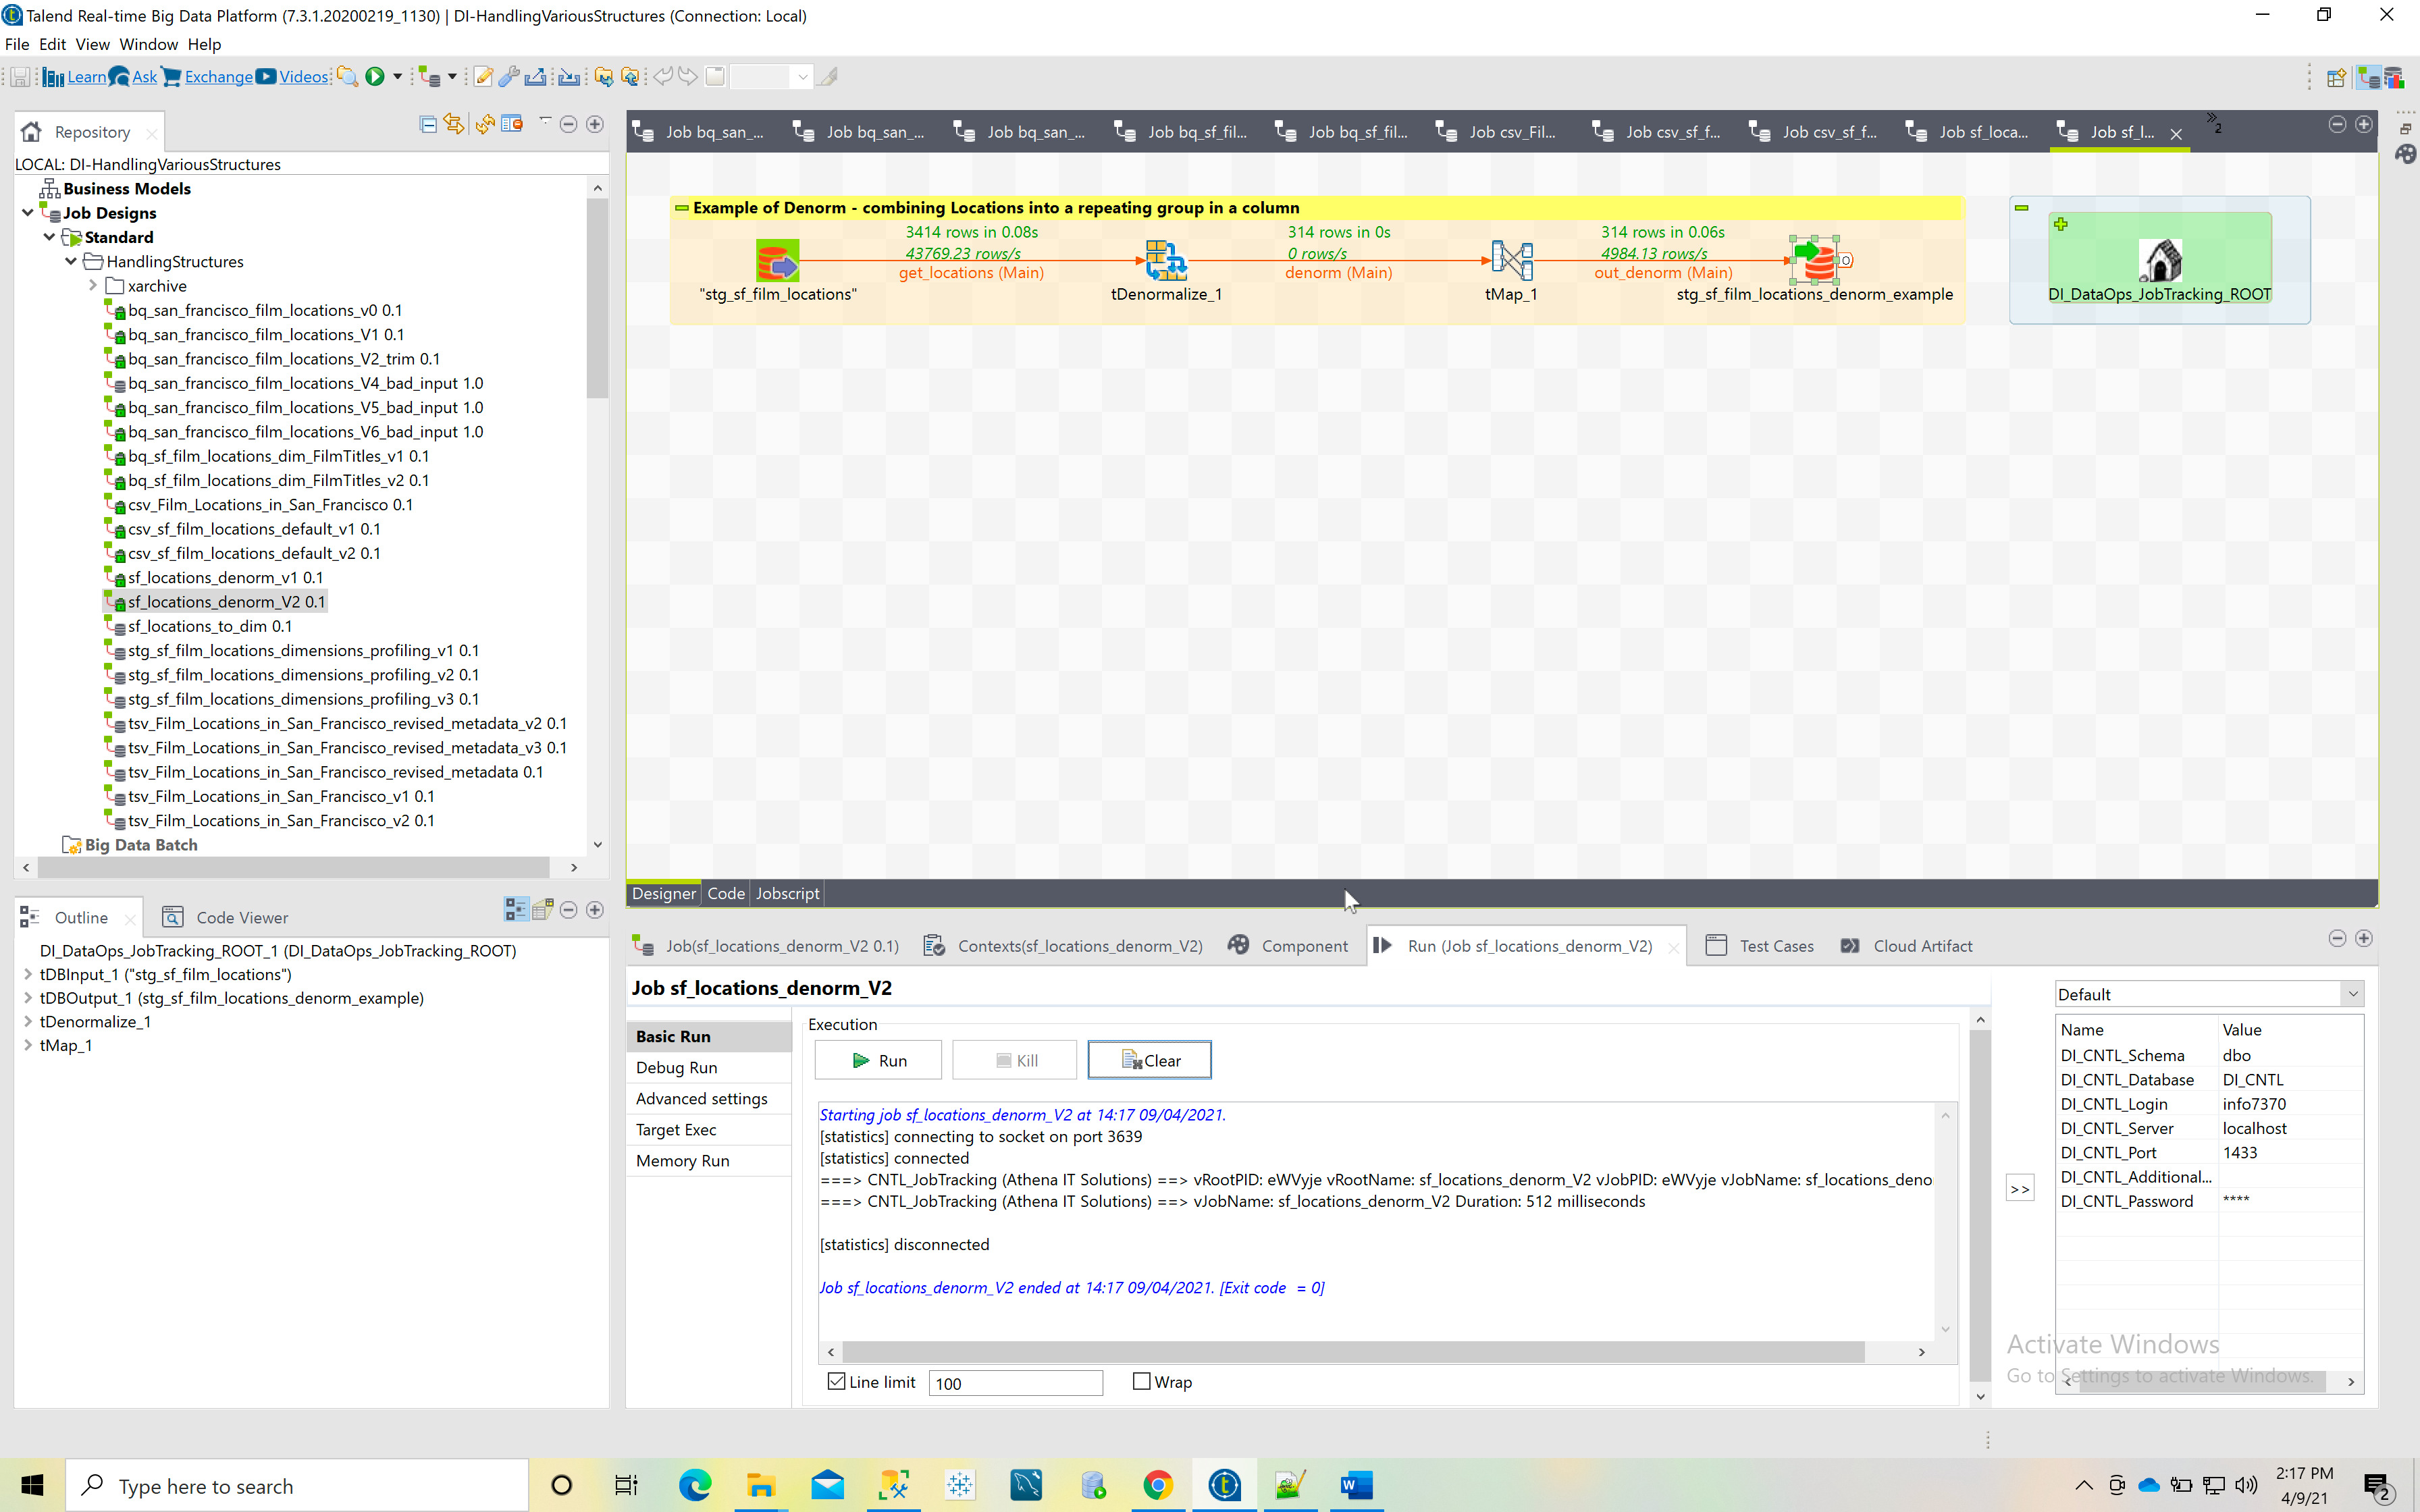 Talend Real-time Big Data Platform (7.3.1.20200219_1130) | DI-HandlingVariousStructures (Connection: Local)
File Edit View Window Help
Learn Ask Exchange Videos
Repository
LOCAL: DI-HandlingVariousStructures
Business Models
Job Designs
Standard
HandlingStructures
xarchive
bq_san_francisco_film_locations_v0 0.1
bq_san_francisco_film_locations_V1 0.1
bq_san_francisco_film_locations_V2_trim 0.1
bq_san_francisco_film_locations_V4_bad_input 1.0
bq_san_francisco_film_locations_V5_bad_input 1.0
bq_san_francisco_film_locations_V6_bad_input 1.0
bq_sf_film_locations_dim_FilmTitles_v1 0.1
bq_sf_film_locations_dim_FilmTitles_v2 0.1
csv_Film_Locations_in_San_Francisco 0.1
csv_sf_film_locations_default_v1 0.1
csv_sf_film_locations_default_v2 0.1
sf_locations_denorm_v1 0.1
sf_locations_denorm_V2 0.1
sf_locations_to_dim 0.1
stg_sf_film_locations_dimensions_profiling_v1 0.1
stg_sf_film_locations_dimensions_profiling_v2 0.1
stg_sf_film_locations_dimensions_profiling_v3 0.1
tsv_Film_Locations_in_San_Francisco_revised_metadata_v2 0.1
tsv_Film_Locations_in_San_Francisco_revised_metadata_v3 0.1
tsv_Film_Locations_in_San_Francisco_revised_metadata 0.1
tsv_Film_Locations_in_San_Francisco_v1 0.1
tsv_Film_Locations_in_San_Francisco_v2 0.1
Big Data Batch
Job bq_san_... Job bq_san_... Job bq_san_... Job bq_sf_fil... Job bq_sf_fil... Job csv_Fil... Job csv_sf_f... Job csv_sf_f... Job sf_loca... Job sf_l... 2
Example of Denorm - combining Locations into a repeating group in a column
3414 rows in 0.08s 314 rows in 0s 314 rows in 0.06s
43769.23 rows/s 0 rows/s 4984.13 rows/s
get_locations (Main) denorm (Main) out_denorm (Main)
"stg_sf_film_locations" tDenormalize_1 tMap_1 stg_sf_film_locations_denorm_example
DI_DataOps_JobTracking_ROOT
Designer Code Jobscript
Outline Code Viewer
DI_DataOps_JobTracking_ROOT_1 (DI_DataOps_JobTracking_ROOT)
tDBInput_1 ("stg_sf_film_locations")
tDBOutput_1 (stg_sf_film_locations_denorm_example)
tDenormalize_1
tMap_1
Job(sf_locations_denorm_V2 0.1) Contexts(sf_locations_denorm_V2) Component Run (Job sf_locations_denorm_V2) Test Cases Cloud Artifact
Job sf_locations_denorm_V2
Basic Run
Debug Run
Advanced settings
Target Exec
Memory Run
Execution
Run Kill Clear
Starting job sf_locations_denorm_V2 at 14:17 09/04/2021.
[statistics] connecting to socket on port 3639
[statistics] connected
===> CNTL_JobTracking (Athena IT Solutions) ==> vRootPID: eWVyje vRootName: sf_locations_denorm_V2 vJobPID: eWVyje vJobName: sf_locations_deno
===> CNTL_JobTracking (Athena IT Solutions) ==> vJobName: sf_locations_denorm_V2 Duration: 512 milliseconds
[statistics] disconnected
Job sf_locations_denorm_V2 ended at 14:17 09/04/2021. [Exit code  = 0]
Line limit 100 Wrap
>>
Default
Name Value
DI_CNTL_Schema dbo
DI_CNTL_Database DI_CNTL
DI_CNTL_Login info7370
DI_CNTL_Server localhost
DI_CNTL_Port 1433
DI_CNTL_Additional...
DI_CNTL_Password ****
Activate Windows
Go to Settings to activate Windows.
Type here to search
2:17 PM
4/9/21
2